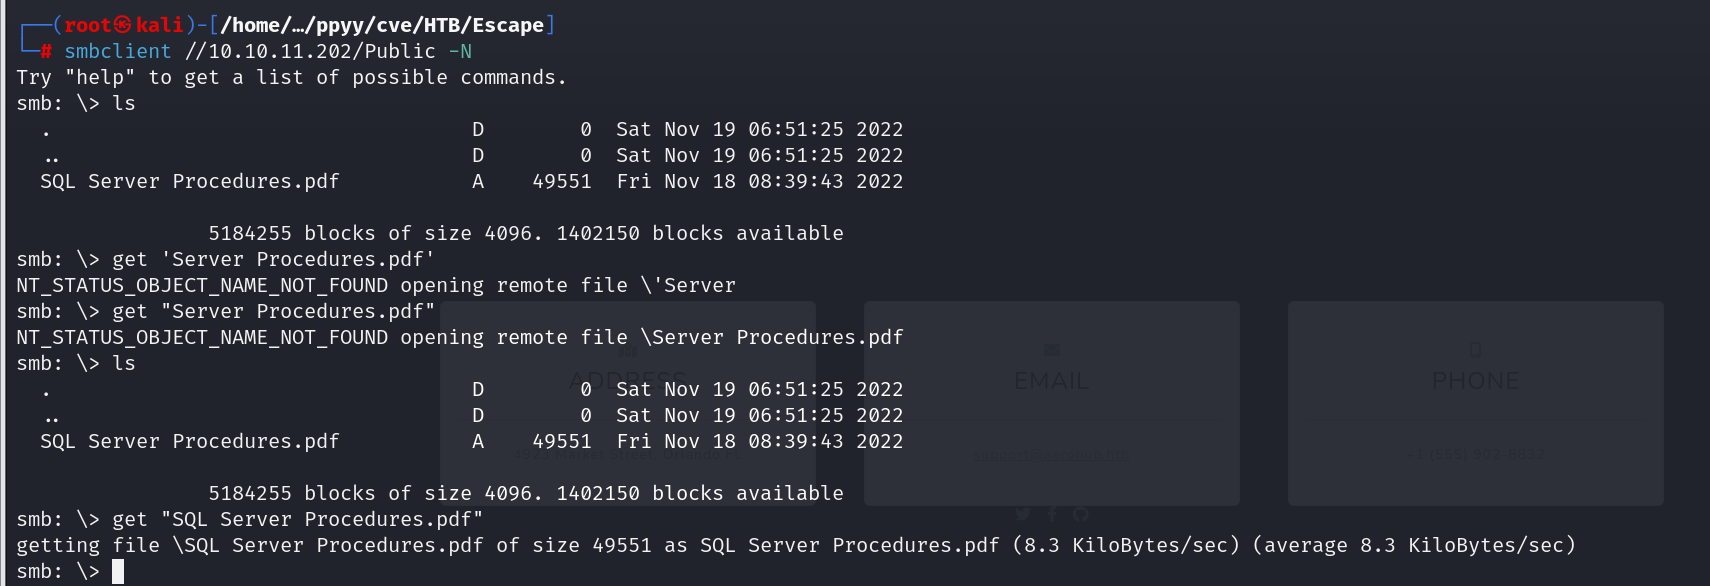 ┌──(root㉿kali)-[/home/…/ppyy/cve/HTB/Escape]
└─# smbclient //10.10.11.202/Public -N
Try "help" to get a list of possible commands.
smb: \> ls
  .                                   D        0  Sat Nov 19 06:51:25 2022
  ..                                  D        0  Sat Nov 19 06:51:25 2022
  SQL Server Procedures.pdf           A    49551  Fri Nov 18 08:39:43 2022

                5184255 blocks of size 4096. 1402150 blocks available
smb: \> get 'Server Procedures.pdf'
NT_STATUS_OBJECT_NAME_NOT_FOUND opening remote file \'Server
smb: \> get "Server Procedures.pdf"
NT_STATUS_OBJECT_NAME_NOT_FOUND opening remote file \Server Procedures.pdf
smb: \> ls
  .                                   D        0  Sat Nov 19 06:51:25 2022
  ..                                  D        0  Sat Nov 19 06:51:25 2022
  SQL Server Procedures.pdf           A    49551  Fri Nov 18 08:39:43 2022

                5184255 blocks of size 4096. 1402150 blocks available
smb: \> get "SQL Server Procedures.pdf"
getting file \SQL Server Procedures.pdf of size 49551 as SQL Server Procedures.pdf (8.3 KiloBytes/sec) (average 8.3 KiloBytes/sec)
smb: \>
ADDRESS
Market Street, Orlando FL
EMAIL
PHONE